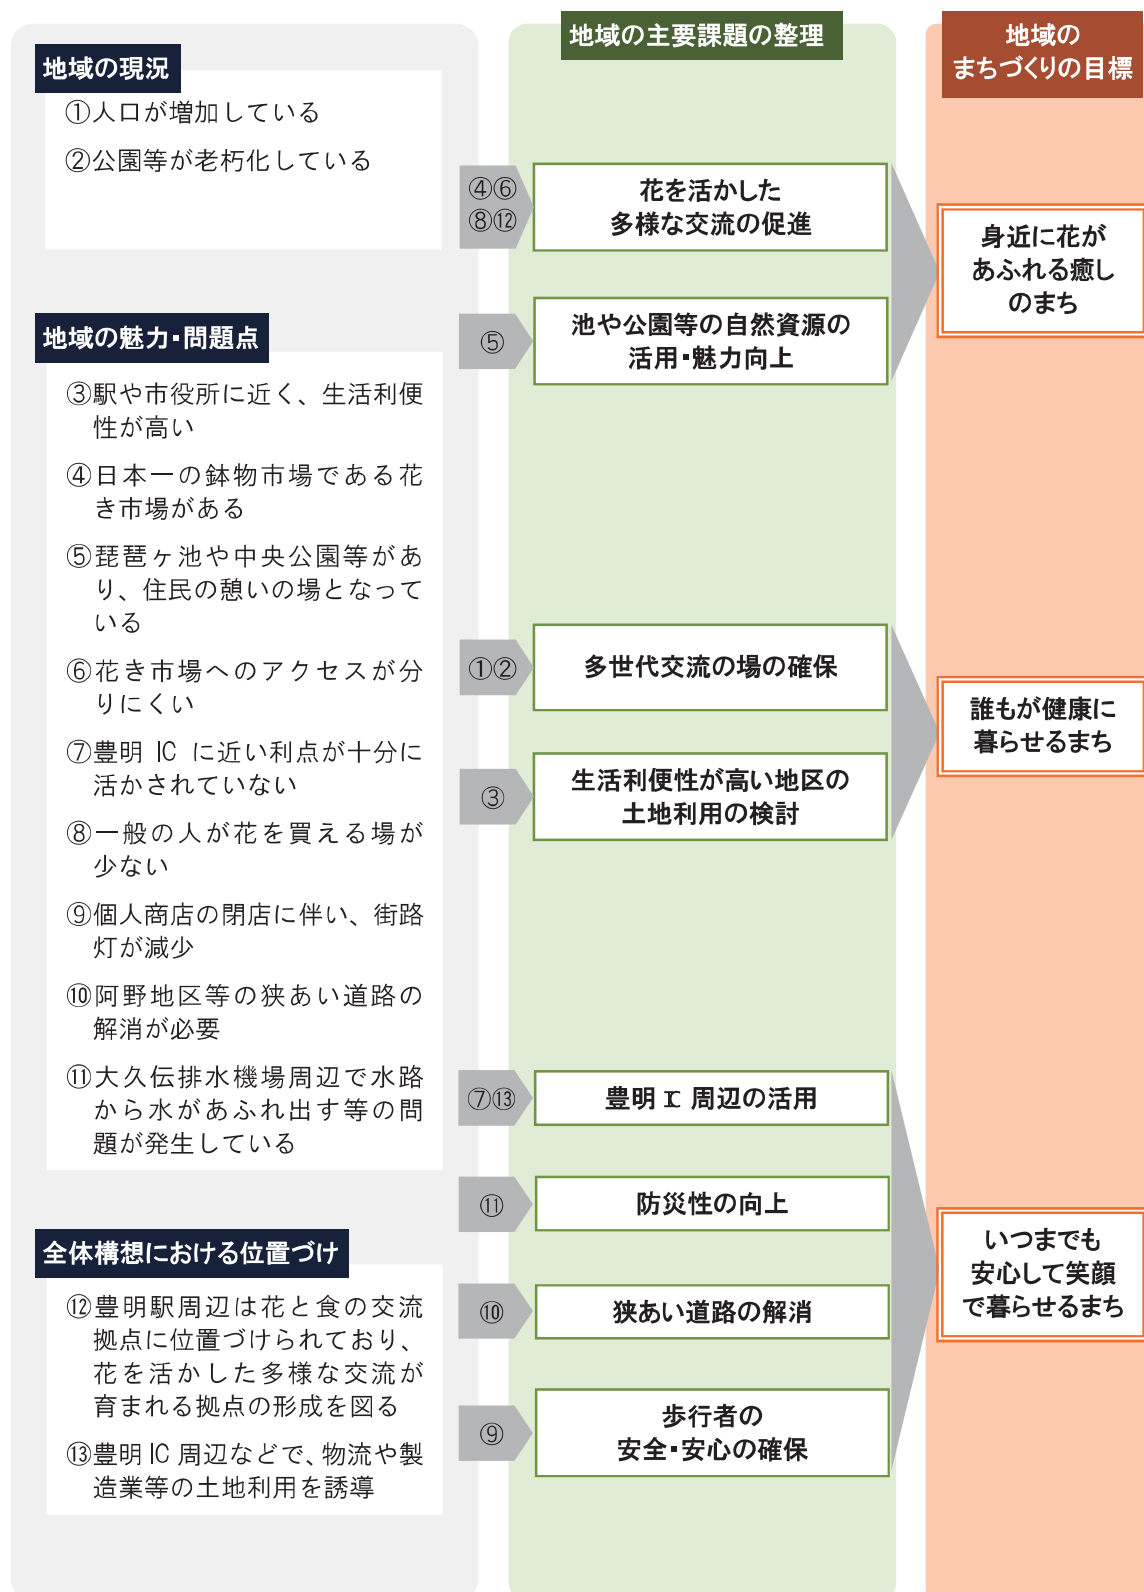 地域の現況
①人口が増加している
②公園等が老朽化している
地域の魅力・問題点
③駅や市役所に近く、生活利便
性が高い
④日本一の鉢物市場である花
き市場がある
⑤琵琶ヶ池や中央公園等があ
り、住民の憩いの場となって
いる
⑥花き市場へのアクセスが分
りにくい
⑦豊明 IC に近い利点が十分に
活かされていない
⑧一般の人が花を買える場が
少ない
⑨個人商店の閉店に伴い、街路
灯が減少
⑩阿野地区等の狭あい道路の
解消が必要
⑪大久伝排水機場周辺で水路
から水があふれ出す等の問
題が発生している
全体構想における位置づけ
⑫豊明駅周辺は花と食の交流
拠点に位置づけられており、
花を活かした多様な交流が
育まれる拠点の形成を図る
⑬豊明 IC 周辺などで、物流や製
造業等の土地利用を誘導
地域の主要課題の整理
④⑥
⑧⑫
花を活かした
多様な交流の促進
⑤
池や公園等の自然資源の
活用・魅力向上
①②
多世代交流の場の確保
③
生活利便性が高い地区の
土地利用の検討
⑦⑬
豊明 IC 周辺の活用
⑪
防災性の向上
⑩
狭あい道路の解消
⑨
歩行者の
安全・安心の確保
地域の
まちづくりの目標
身近に花が
あふれる癒し
のまち
誰もが健康に
暮らせるまち
いつまでも
安心して笑顔
で暮らせるまち